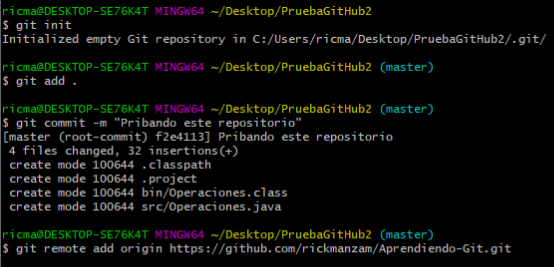 ricma@DESKTOP-SE76K4T MINGW64 ~/Desktop/PruebaGitHub2
$ git init
Initialized empty Git repository in C:/Users/ricma/Desktop/PruebaGitHub2/.git/
ricma@DESKTOP-SE76K4T MINGW64 ~/Desktop/PruebaGitHub2 (master)
$ git add .
ricma@DESKTOP-SE76K4T MINGW64 ~/Desktop/PruebaGitHub2 (master)
$ git commit -m "Pribando este repositorio"
[master (root-commit) f2e4113] Pribando este repositorio
4 files changed, 32 insertions(+)
create mode 100644 .classpath
create mode 100644 .project
create mode 100644 bin/Operaciones.class
create mode 100644 src/Operaciones.java
ricma@DESKTOP-SE76K4T MINGW64 ~/Desktop/PruebaGitHub2 (master)
$ git remote add origin https://github.com/rickmanzam/Aprendiendo-Git.git